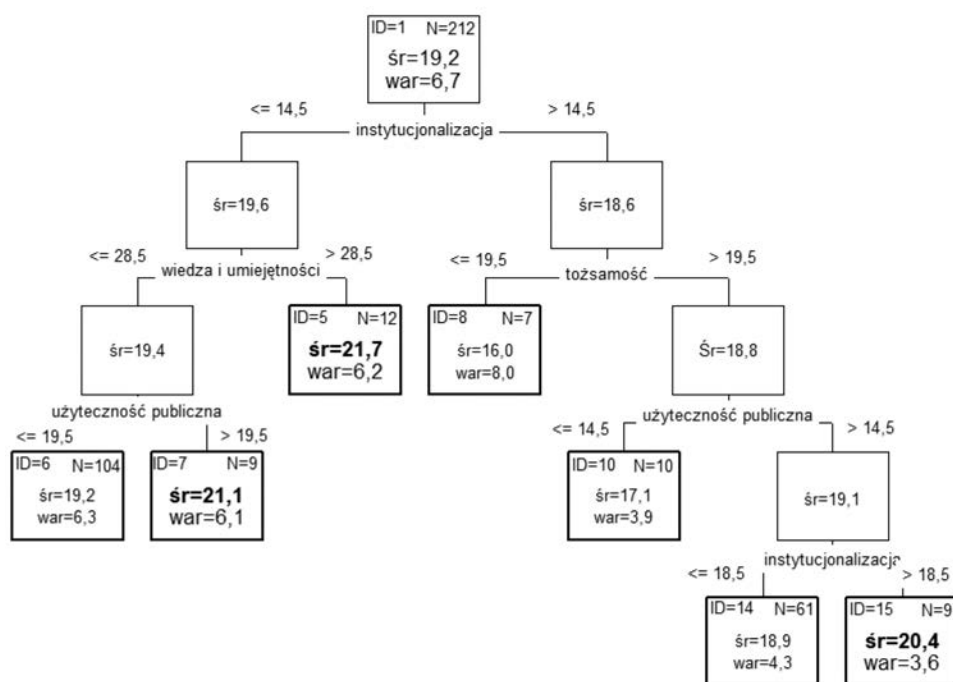 ID=1 N=212
śr=19,2
war=6,7
<= 14,5 > 14,5
instytucjonalizacja
śr=19,6 śr=18,6
<= 28,5 > 28,5 <= 19,5 > 19,5
wiedza i umiejętności tożsamość
śr=19,4
ID=5 N=12
śr=21,7
war=6,2
ID=8 N=7
śr=16,0
war=8,0
Śr=18,8
użyteczność publiczna użyteczność publiczna
<= 19,5 > 19,5 <= 14,5 > 14,5
ID=6 N=104
śr=19,2
war=6,3
ID=7 N=9
śr=21,1
war=6,1
ID=10 N=10
śr=17,1
war=3,9
śr=19,1
instytucjonalizacja
<= 18,5 > 18,5
ID=14 N=61
śr=18,9
war=4,3
ID=15 N=9
śr=20,4
war=3,6